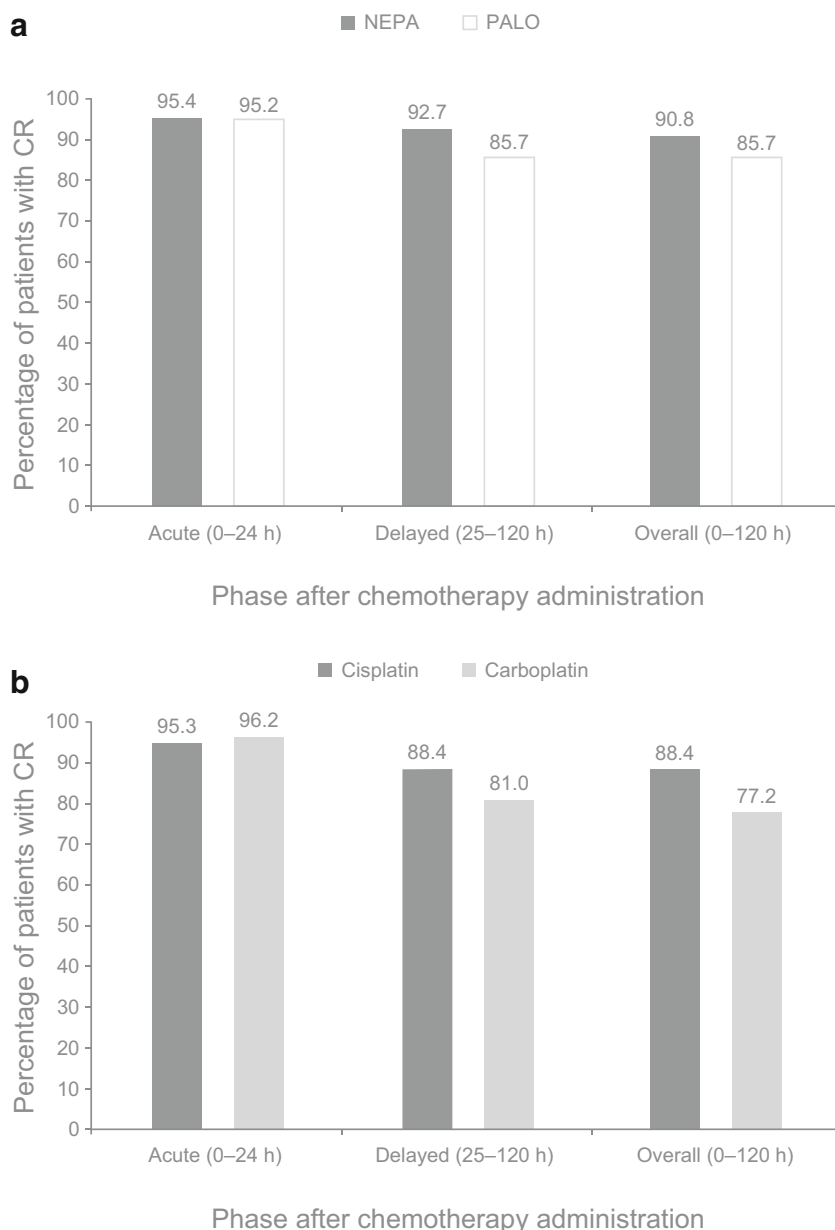 a
NEPA PALO
Percentage of patients with CR
100
90
80
70
60
50
40
30
20
10
0
95.4 95.2 92.7 85.7 90.8 85.7
Acute (0–24 h) Delayed (25–120 h) Overall (0–120 h)
Phase after chemotherapy administration
b
Cisplatin Carboplatin
Percentage of patients with CR
100
90
80
70
60
50
40
30
20
10
0
95.3 96.2 88.4 81.0 88.4 77.2
Acute (0–24 h) Delayed (25–120 h) Overall (0–120 h)
Phase after chemotherapy administration